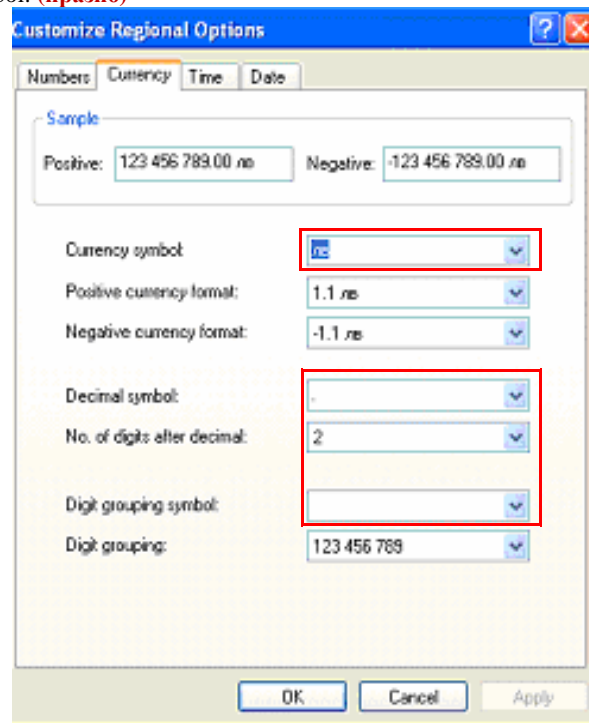 (празно)
Customize Regional Options
Numbers Currency Time Date
Sample
Positive: 123 456 789.00 лв Negative: -123 456 789.00 лв
Currency symbol: лв
Positive currency format: 1.1 лв
Negative currency format: -1.1 лв
Decimal symbol: .
No. of digits after decimal: 2
Digit grouping symbol:
Digit grouping: 123 456 789
OK Cancel Apply